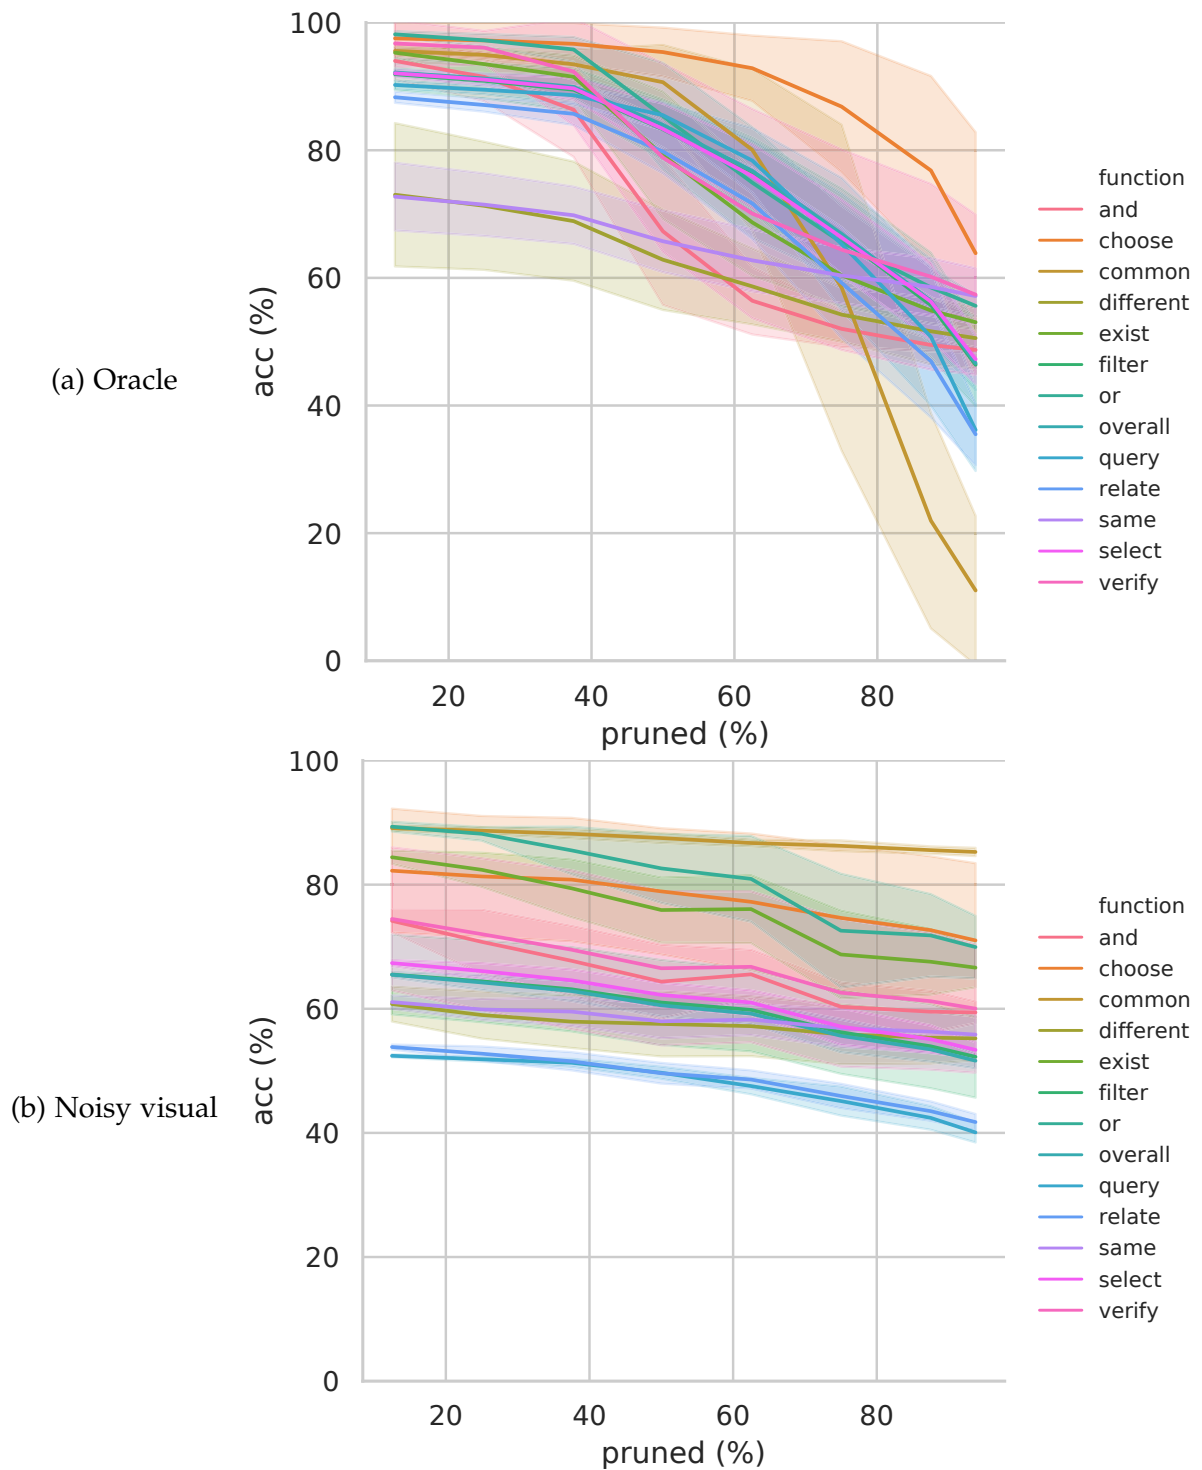 100
80
60
40
20
0
acc (%)
20 40 60 80
pruned (%)
(a) Oracle
function
and
choose
common
different
exist
filter
or
overall
query
relate
same
select
verify
100
80
60
40
20
0
acc (%)
20 40 60 80
pruned (%)
(b) Noisy visual
function
and
choose
common
different
exist
filter
or
overall
query
relate
same
select
verify